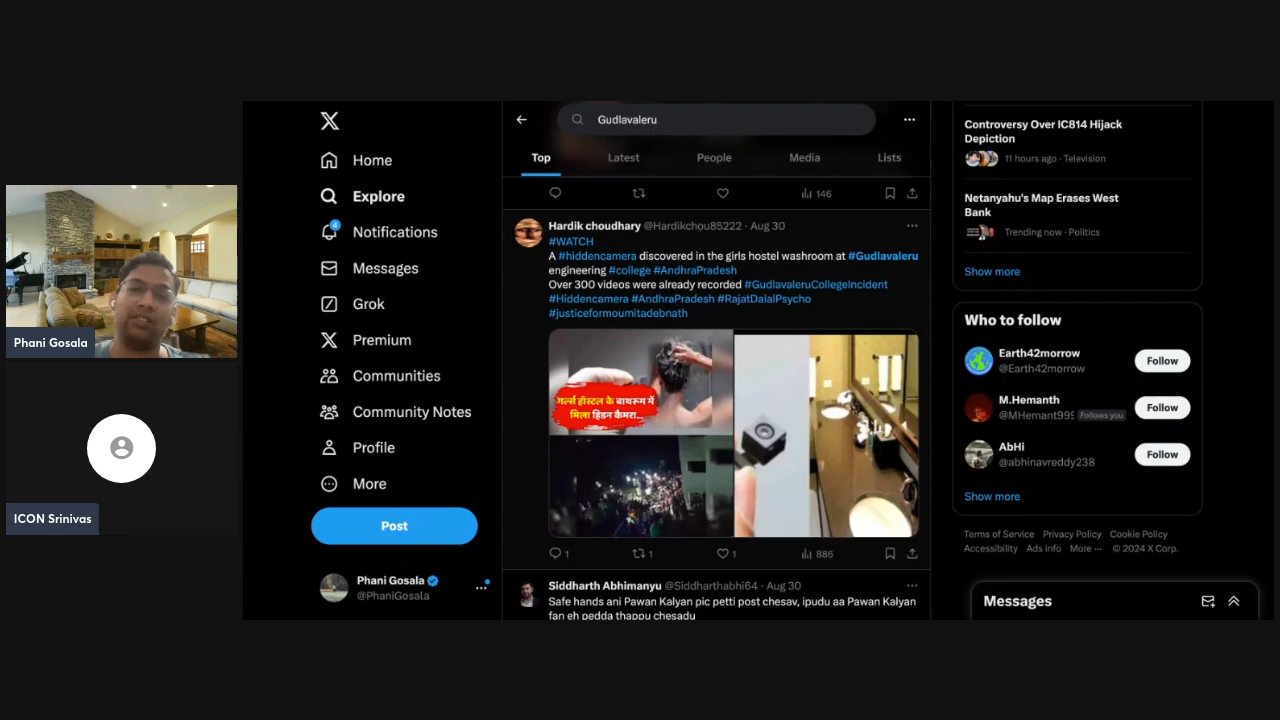 Phani Gosala
ICON Srinivas
Home
Explore
4
Notifications
Messages
Grok
Premium
Communities
Community Notes
Profile
More
Post
Phani Gosala
@PhaniGosala
Gudlavaleru
Top Latest People Media Lists
146
Hardik choudhary @Hardikchou85222 · Aug 30
#WATCH
A #hiddencamera discovered in the girls hostel washroom at #Gudlavaleru
engineering #college #AndhraPradesh
Over 300 videos were already recorded #GudlavaleruCollegeIncident
#Hiddencamera #AndhraPradesh #RajatDalalPsycho
#justiceformoumitadebnath
गर्ल्स हॉस्टल के बाथरूम में
मिला हिडन कैमरा...
1 1 1 886
Siddharth Abhimanyu @Siddharthabhi64 · Aug 30
Safe hands ani Pawan Kalyan pic petti post chesav, ipudu aa Pawan Kalyan
fan eh pedda thappu chesadu
Controversy Over IC814 Hijack
Depiction
11 hours ago · Television
Netanyahu's Map Erases West
Bank
Trending now · Politics
Show more
Who to follow
Earth42morrow
@Earth42morrow
Follow
M.Hemanth
Follows you
Follow
AbHi
@abhinavreddy238
Follow
Show more
Terms of Service Privacy Policy Cookie Policy
Accessibility Ads info More ··· © 2024 X Corp.
Messages